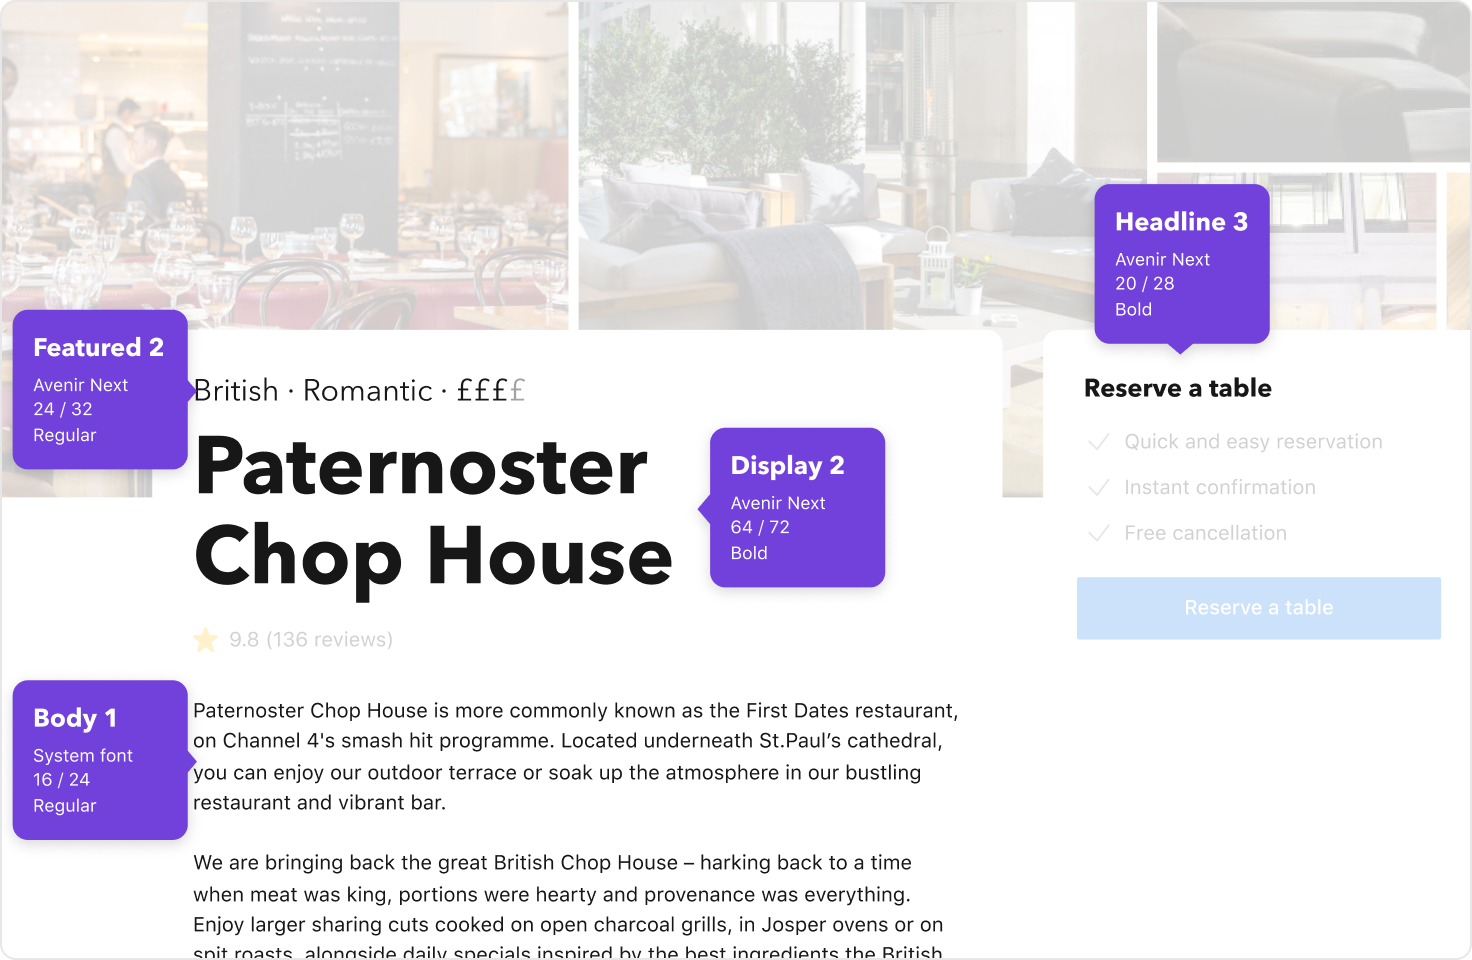 Headline 3
Avenir Next
20 / 28
Bold
Featured 2
Avenir Next
24 / 32
Regular
British · Romantic · ££££
Paternoster
Chop House
Display 2
Avenir Next
64 / 72
Bold
9.8 (136 reviews)
Reserve a table
Quick and easy reservation
Instant confirmation
Free cancellation
Reserve a table
Body 1
System font
16 / 24
Regular
Paternoster Chop House is more commonly known as the First Dates restaurant,
on Channel 4's smash hit programme. Located underneath St.Paul’s cathedral,
you can enjoy our outdoor terrace or soak up the atmosphere in our bustling
restaurant and vibrant bar.
We are bringing back the great British Chop House – harking back to a time
when meat was king, portions were hearty and provenance was everything.
Enjoy larger sharing cuts cooked on open charcoal grills, in Josper ovens or on
spit roasts, alongside daily specials inspired by the best ingredients the British